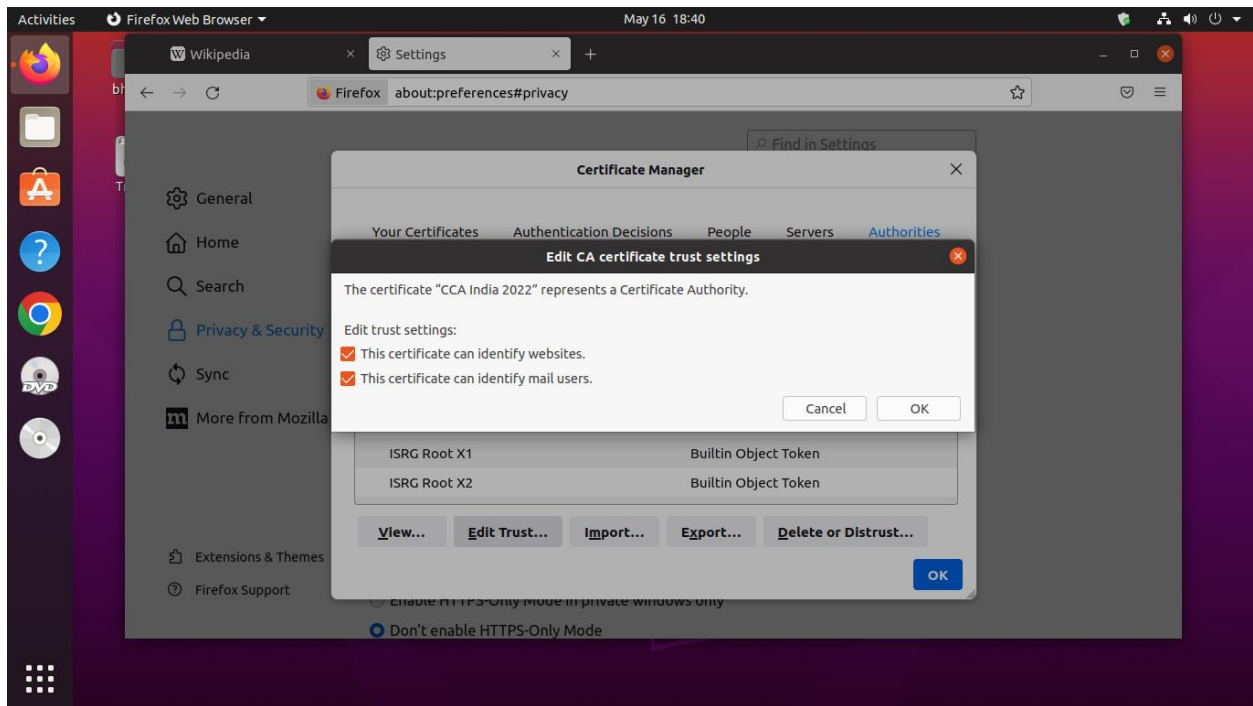 Activities Firefox Web Browser May 16 18:40
Wikipedia Settings
Firefox about:preferences#privacy
Find in Settings
Certificate Manager
General
Your Certificates Authentication Decisions People Servers Authorities
Home
Edit CA certificate trust settings
Search
The certificate “CCA India 2022” represents a Certificate Authority.
Privacy & Security
Edit trust settings:
This certificate can identify websites.
Sync
This certificate can identify mail users.
Cancel OK
More from Mozilla
ISRG Root X1 Builtin Object Token
ISRG Root X2 Builtin Object Token
View... Edit Trust... Import... Export... Delete or Distrust...
Extensions & Themes
OK
Firefox Support
Enable HTTPS-Only Mode in private windows only
Don’t enable HTTPS-Only Mode
DVD